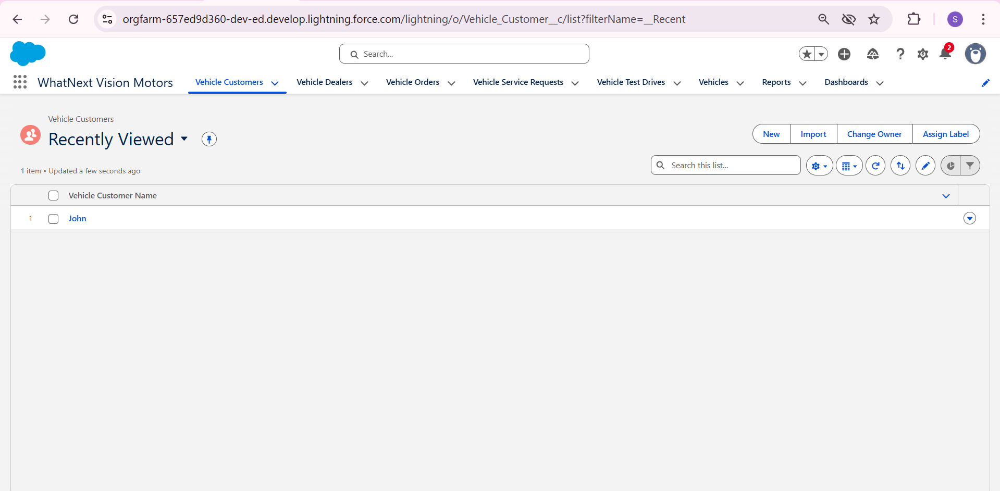 orgfarm-657ed9d360-dev-ed.develop.lightning.force.com/lightning/o/Vehicle_Customer__c/list?filterName=__Recent
S
Search...
2
WhatNext Vision Motors
Vehicle Customers
Vehicle Dealers
Vehicle Orders
Vehicle Service Requests
Vehicle Test Drives
Vehicles
Reports
Dashboards
Vehicle Customers
Recently Viewed
New
Import
Change Owner
Assign Label
1 item • Updated a few seconds ago
Search this list...
Vehicle Customer Name
1
John